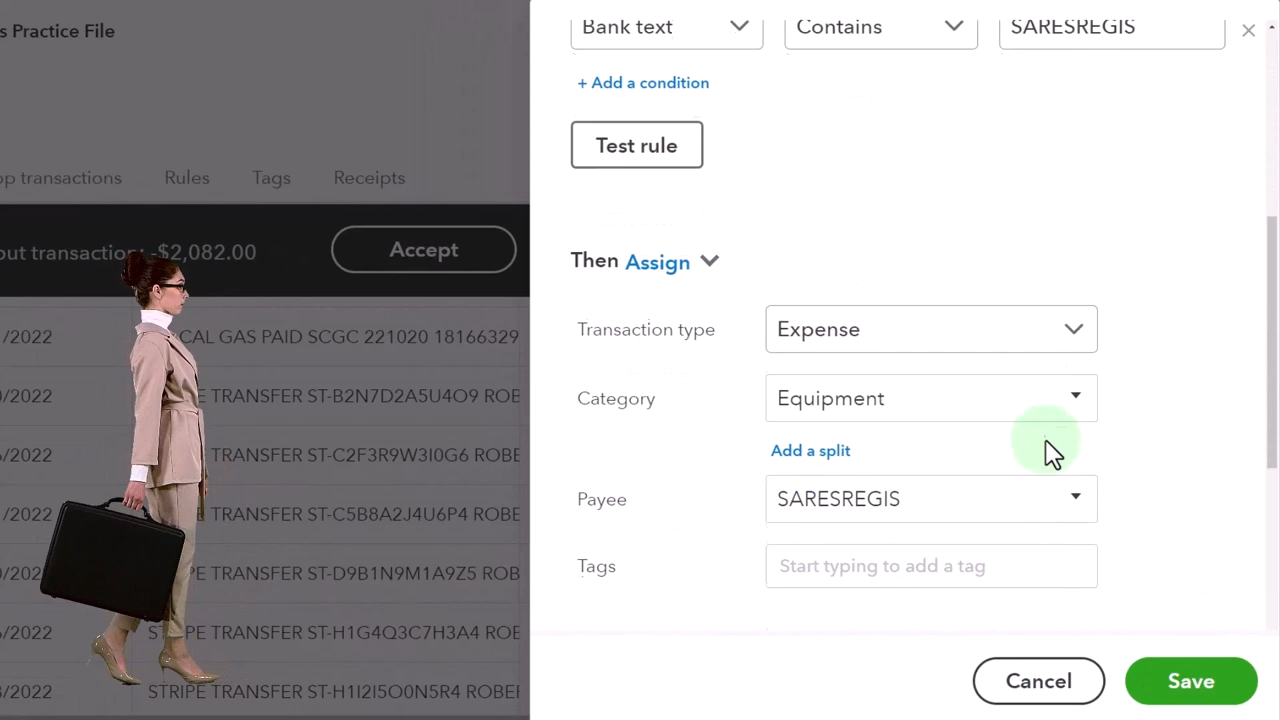 s Practice File
Bank text
Contains
SARESREGIS
+ Add a condition
Test rule
op transactions
Rules
Tags
Receipts
out transaction: -$2,082.00
Accept
Then Assign
Transaction type
Expense
Category
Equipment
Add a split
Payee
SARESREGIS
Tags
Start typing to add a tag
Cancel
Save
/2022
CAL GAS PAID SCGC 221020 18166329
/2022
E TRANSFER ST-B2N7D2A5U4O9 ROB
/2022
E TRANSFER ST-C2F3R9W3I0G6 ROBE
/2022
E TRANSFER ST-C5B8A2J4U6P4 ROBE
/2022
PE TRANSFER ST-D9B1N9M1A9Z5 ROBE
/2022
STRIPE TRANSFER ST-H1G4Q3C7H3A4 ROBE
/2022
STRIPE TRANSFER ST-H1I2I5O0N5R4 ROBE